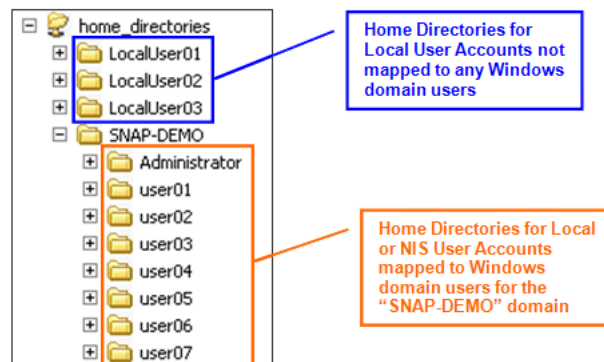 home_directories
LocalUser01
LocalUser02
LocalUser03
SNAP-DEMO
Administrator
user01
user02
user03
user04
user05
user06
user07
Home Directories for
Local User Accounts not
mapped to any Windows
domain users
Home Directories for Local
or NIS User Accounts
mapped to Windows
domain users for the
“SNAP-DEMO” domain